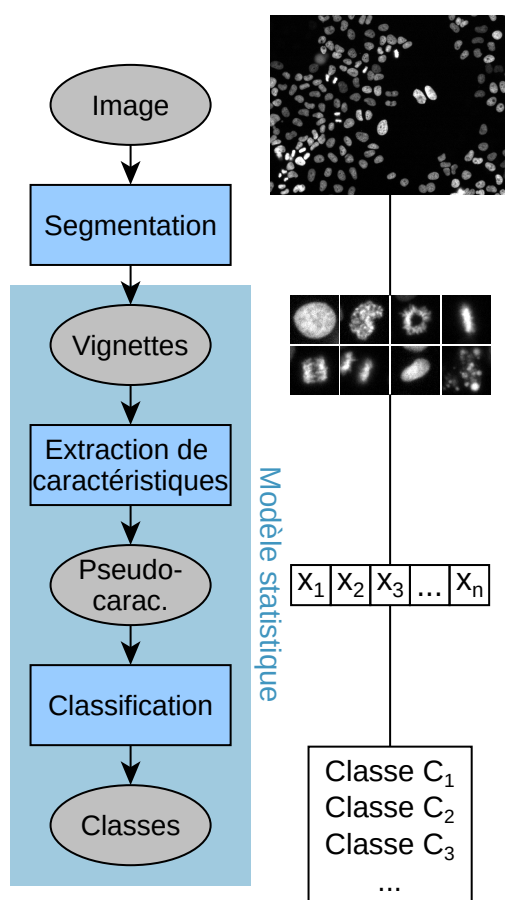 Image
Segmentation
Vignettes
Extraction de
caractéristiques
Pseudo-
carac.
Classification
Classes
Modèle statistique
x₁ x₂ x₃ ... xₙ
Classe C₁
Classe C₂
Classe C₃
...